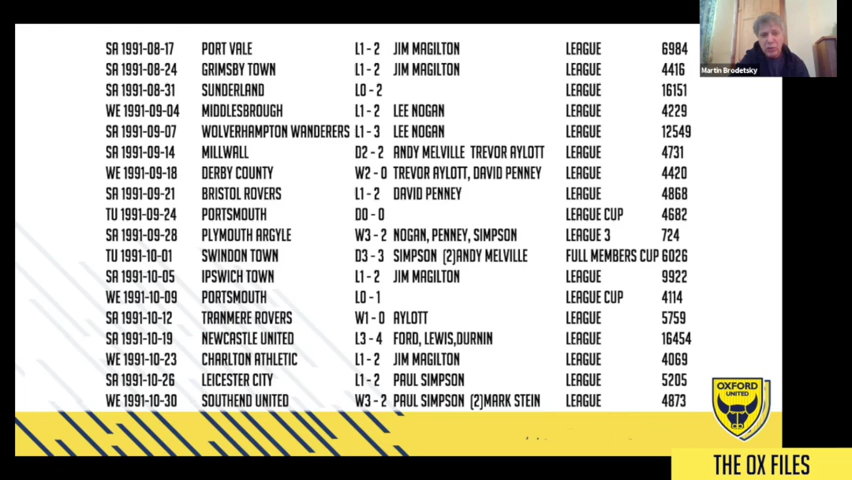 SA 1991-08-17 PORT VALE L1 - 2 JIM MAGILTON LEAGUE 6984
SA 1991-08-24 GRIMSBY TOWN L1-2 JIM MAGILTON LEAGUE 4416
SA 1991-08-31 SUNDERLAND L0 - 2 LEAGUE 16151
WE 1991-09-04 MIDDLESBROUGH L1-2 LEE NOGAN LEAGUE 4229
SA 1991-09-07 WOLVERHAMPTON WANDERERS L1 - 3 LEE NOGAN LEAGUE 12549
SA 1991-09-14 MILLWALL D2 - 2 ANDY MELVILLE TREVOR AYLOTT LEAGUE 4731
WE 1991-09-18 DERBY COUNTY W2 - 0 TREVOR AYLOTT, DAVID PENNEY LEAGUE 4420
SA 1991-09-21 BRISTOL ROVERS L1 - 2 DAVID PENNEY LEAGUE 4868
TU 1991-09-24 PORTSMOUTH D0 - 0 LEAGUE CUP 4682
SA 1991-09-28 PLYMOUTH ARGYLE W3 - 2 NOGAN, PENNEY, SIMPSON LEAGUE 3 724
TU 1991-10-01 SWINDON TOWN D3 - 3 SIMPSON (2)ANDY MELVILLE FULL MEMBERS CUP 6026
SA 1991-10-05 IPSWICH TOWN L1-2 JIM MAGILTON LEAGUE 9922
WE 1991-10-09 PORTSMOUTH L0 - 1 LEAGUE CUP 4114
SA 1991-10-12 TRANMERE ROVERS W1 - 0 AYLOTT LEAGUE 5759
SA 1991-10-19 NEWCASTLE UNITED L3 - 4 FORD, LEWIS,DURNIN LEAGUE 16454
WE 1991-10-23 CHARLTON ATHLETIC L1-2 JIM MAGILTON LEAGUE 4069
SA 1991-10-26 LEICESTER CITY L1-2 PAUL SIMPSON LEAGUE 5205
WE 1991-10-30 SOUTHEND UNITED W3 - 2 PAUL SIMPSON (2)MARK STEIN LEAGUE 4873
Martin Brodetsky
OXFORD
UNITED
THE OX FILES